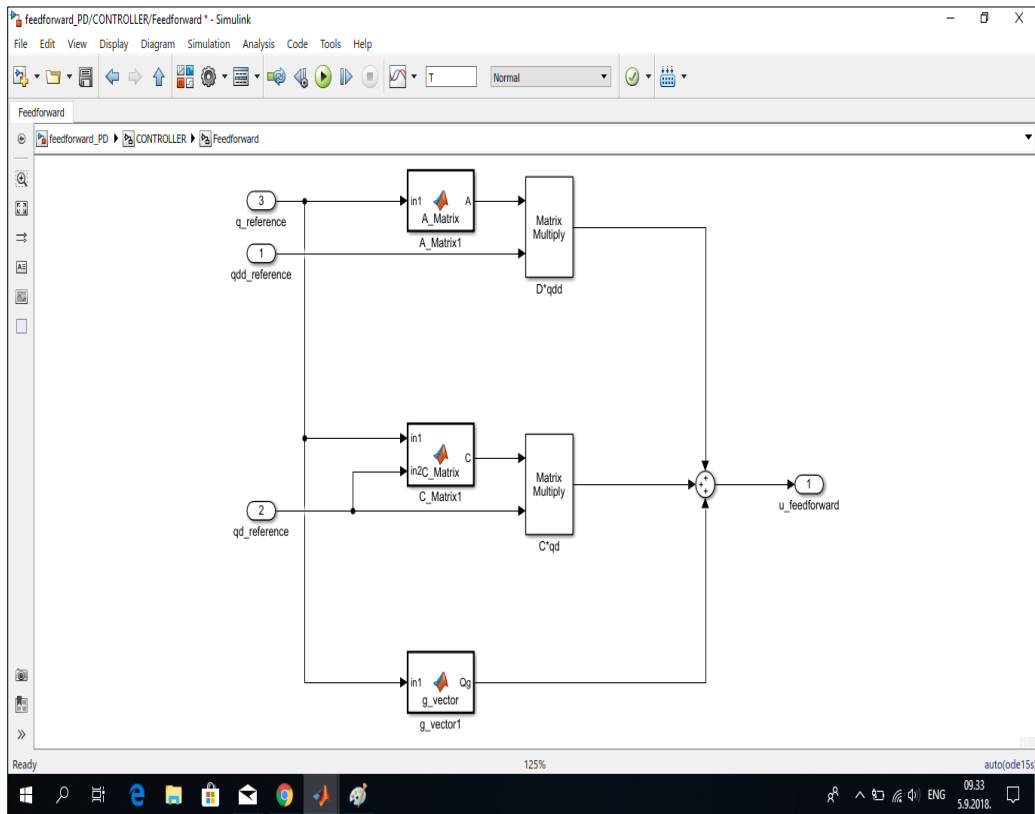 feedforward_PD/CONTROLLER/Feedforward * - Simulink
File Edit View Display Diagram Simulation Analysis Code Tools Help
T Normal
Feedforward
feedforward_PD CONTROLLER Feedforward
3
q_reference
in1 A
A_Matrix
A_Matrix1
1
qdd_reference
Matrix
Multiply
D*qdd
in1
in2 C_Matrix C
C_Matrix1
2
qd_reference
Matrix
Multiply
C*qd
+
+
+
1
u_feedforward
in1 Qg
g_vector
g_vector1
Ready 125% auto(ode15s)
ENG 09.33
5.9.2018.